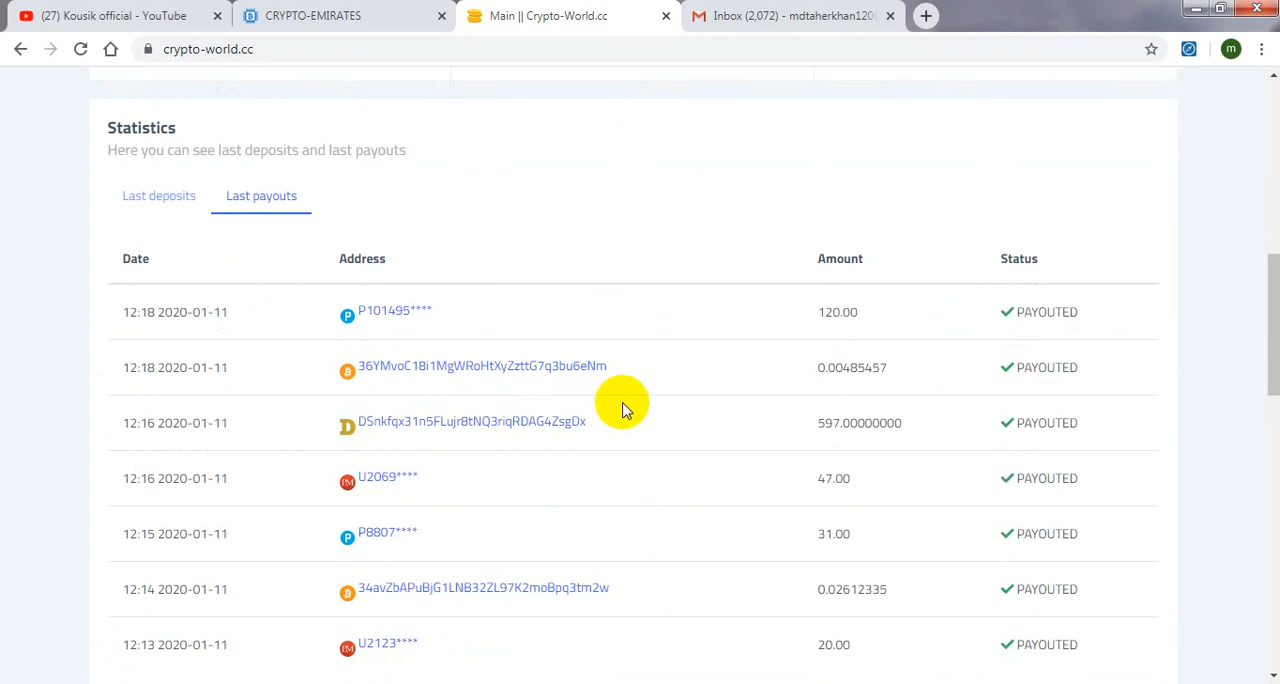 (27) Kousik official - YouTube
CRYPTO-EMIRATES
Main || Crypto-World.cc
Inbox (2,072) - mdtaherkhan120
crypto-world.cc
m
Statistics
Here you can see last deposits and last payouts
Last deposits
Last payouts
Date Address Amount Status
12:18 2020-01-11 P101495**** 120.00 PAYOUTED
12:18 2020-01-11 36YMvoC18i1MgWRoHtXyZzttG7q3bu6eNm 0.00485457 PAYOUTED
12:16 2020-01-11 DSnkfqx31n5FLujr8tNQ3riqRDAG4ZsgDx 597.00000000 PAYOUTED
12:16 2020-01-11 U2069**** 47.00 PAYOUTED
12:15 2020-01-11 P8807**** 31.00 PAYOUTED
12:14 2020-01-11 34avZbAPuBjG1LNB32ZL97K2moBpq3tm2w 0.02612335 PAYOUTED
12:13 2020-01-11 U2123**** 20.00 PAYOUTED